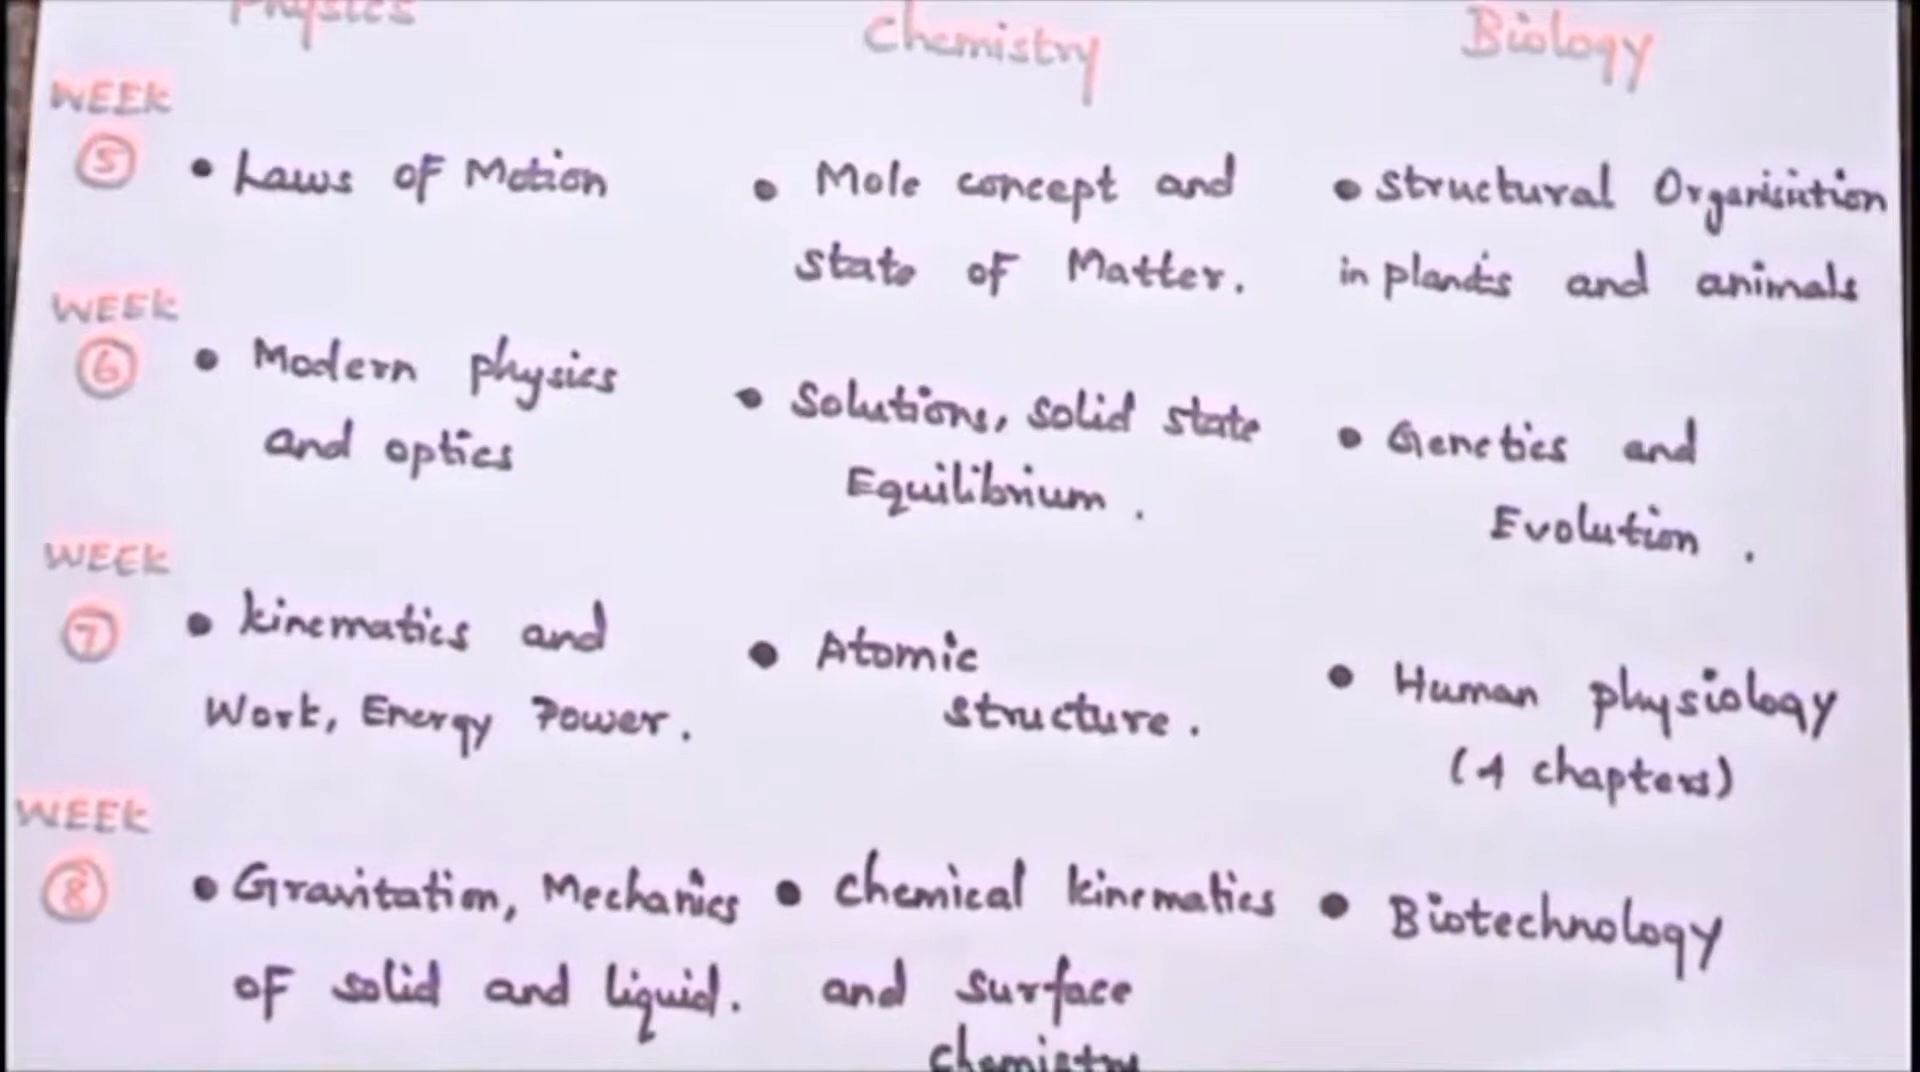 Physics Chemistry Biology
WEEK
5
• Laws of Motion
• Mole concept and
state of Matter.
• Structural Organisiation
in plants and animals
WEEK
6
• Modern physics
and optics
• Solutions, solid state
Equilibrium.
• Genetics and
Evolution.
WEEK
7
• kinematics and
Work, Energy Power.
• Atomic
structure.
• Human physiology
(4 chapters)
WEEK
8
• Gravitation, Mechanics
of solid and liquid.
• Chemical kinematics
and surface
chemistry
• Biotechnology